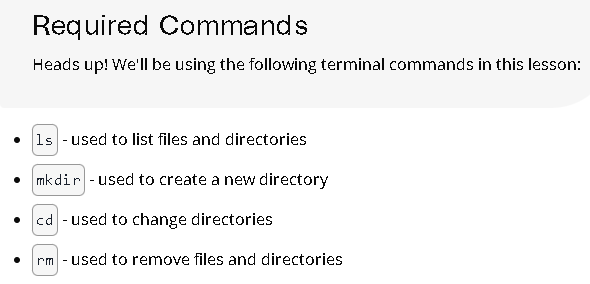 Required Commands
Heads up! We'll be using the following terminal commands in this lesson:
ls - used to list files and directories
mkdir - used to create a new directory
cd - used to change directories
rm - used to remove files and directories